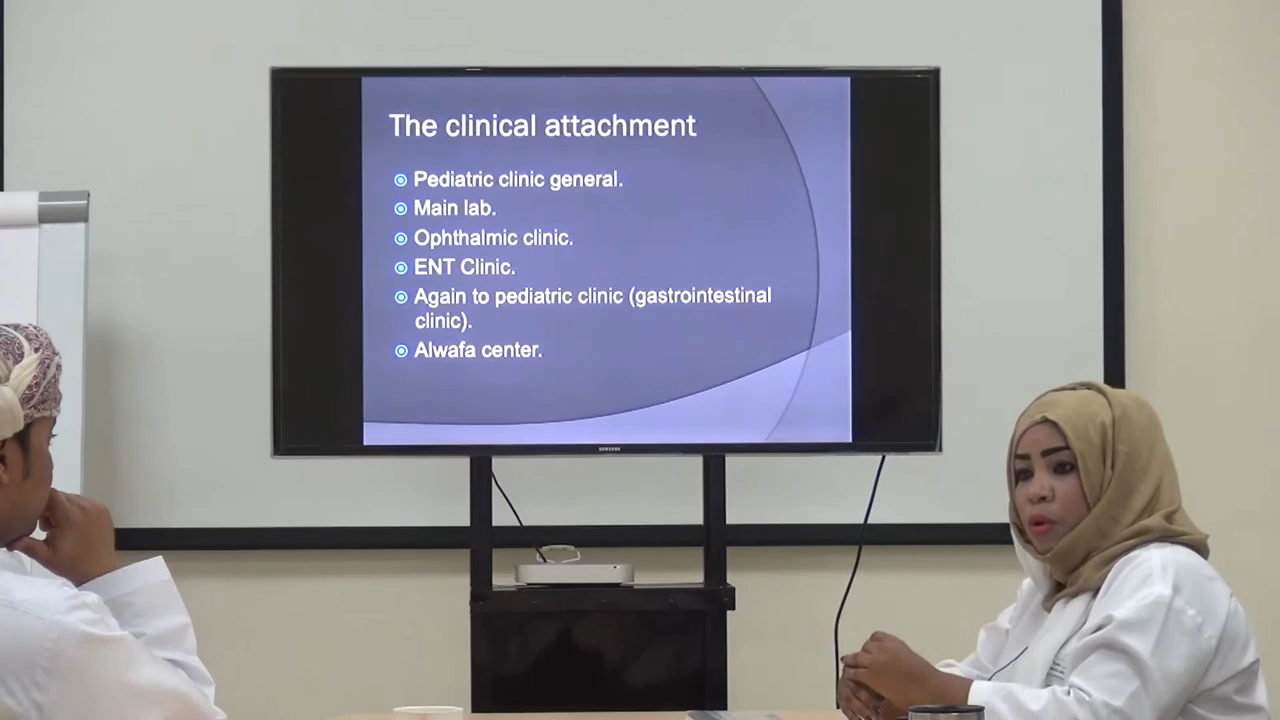 The clinical attachment
Pediatric clinic general.
Main lab.
Ophthalmic clinic.
ENT Clinic.
Again to pediatric clinic (gastrointestinal
clinic).
Alwafa center.
SAMSUNG